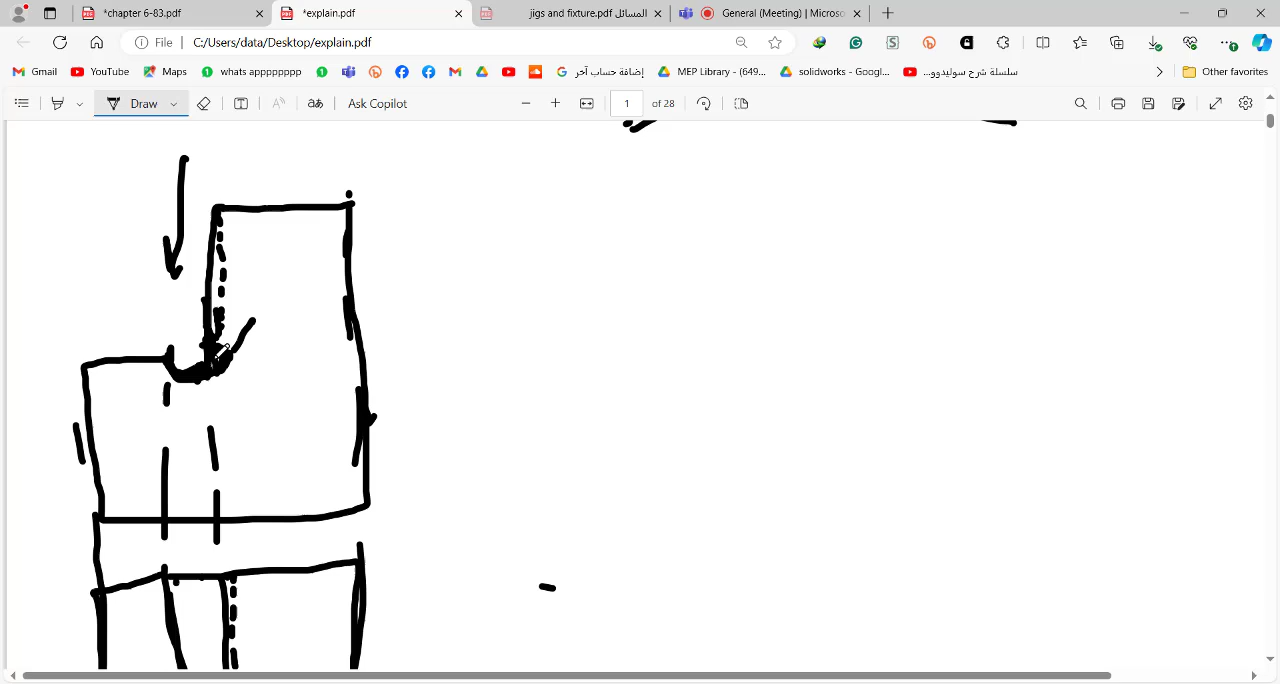 *chapter 6-83.pdf
*explain.pdf
jigs and fixture.pdf المسائل
General (Meeting) | Microso
File
C:/Users/data/Desktop/explain.pdf
Gmail
YouTube
Maps
whats appppppppp
إضافة حساب آخر
MEP Library - (649...
solidworks - Googl...
سلسلة شرح سوليدوو...
Other favorites
Draw
Ask Copilot
1
of 28